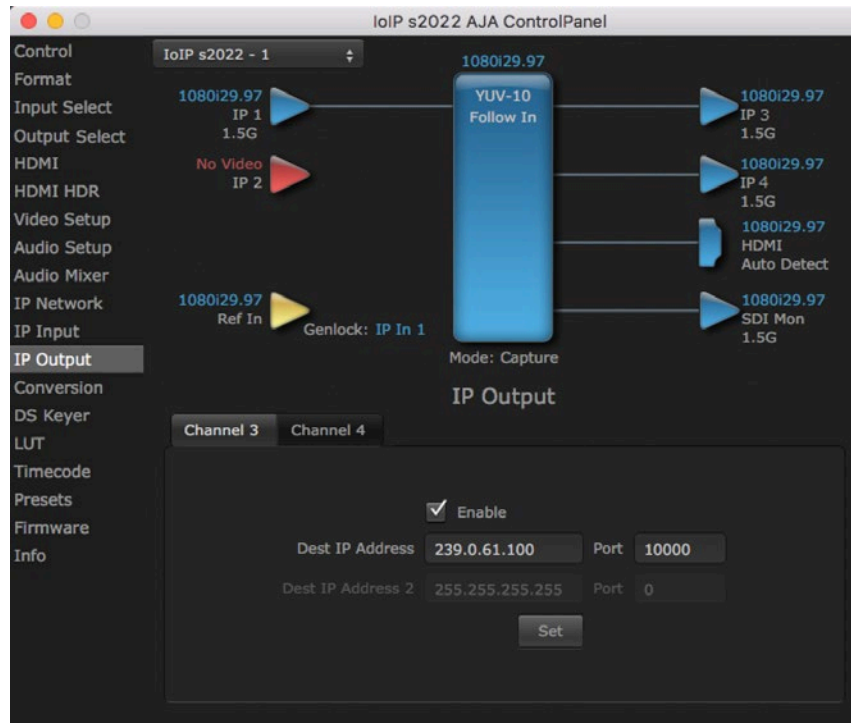 IoIP s2022 AJA ControlPanel
Control
Format
Input Select
Output Select
HDMI
HDMI HDR
Video Setup
Audio Setup
Audio Mixer
IP Network
IP Input
IP Output
Conversion
DS Keyer
LUT
Timecode
Presets
Firmware
Info
IoIP s2022 - 1
1080i29.97
IP 1
1.5G
No Video
IP 2
1080i29.97
Ref In
Genlock: IP In 1
1080i29.97
YUV-10
Follow In
Mode: Capture
1080i29.97
IP 3
1.5G
1080i29.97
IP 4
1.5G
1080i29.97
HDMI
Auto Detect
1080i29.97
SDI Mon
1.5G
IP Output
Channel 3 Channel 4
Enable
Dest IP Address 239.0.61.100 Port 10000
Dest IP Address 2 255.255.255.255 Port 0
Set